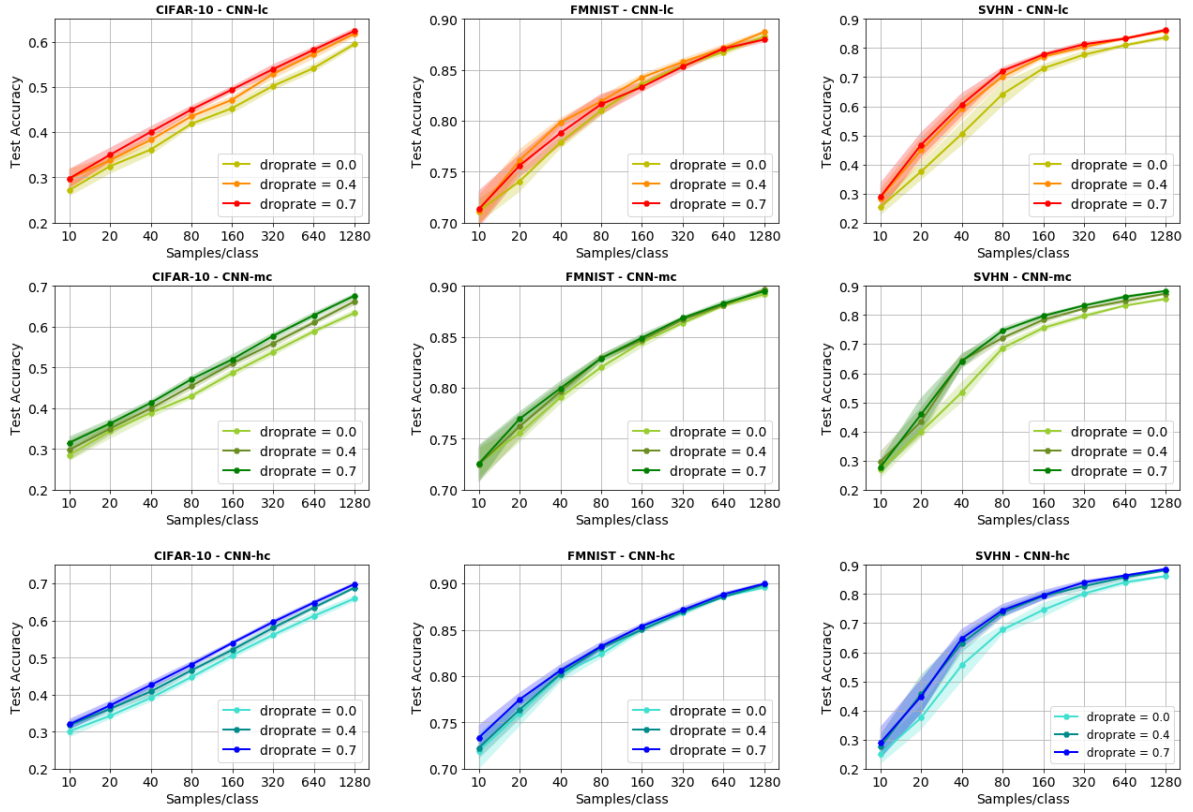 CIFAR-10 - CNN-lc
Test Accuracy
0.6
0.5
0.4
0.3
0.2
droprate = 0.0
droprate = 0.4
droprate = 0.7
10 20 40 80 160 320 640 1280
Samples/class
FMNIST - CNN-lc
Test Accuracy
0.90
0.85
0.80
0.75
0.70
droprate = 0.0
droprate = 0.4
droprate = 0.7
10 20 40 80 160 320 640 1280
Samples/class
SVHN - CNN-lc
Test Accuracy
0.9
0.8
0.7
0.6
0.5
0.4
0.3
0.2
droprate = 0.0
droprate = 0.4
droprate = 0.7
10 20 40 80 160 320 640 1280
Samples/class
CIFAR-10 - CNN-mc
Test Accuracy
0.7
0.6
0.5
0.4
0.3
0.2
droprate = 0.0
droprate = 0.4
droprate = 0.7
10 20 40 80 160 320 640 1280
Samples/class
FMNIST - CNN-mc
Test Accuracy
0.90
0.85
0.80
0.75
0.70
droprate = 0.0
droprate = 0.4
droprate = 0.7
10 20 40 80 160 320 640 1280
Samples/class
SVHN - CNN-mc
Test Accuracy
0.9
0.8
0.7
0.6
0.5
0.4
0.3
0.2
droprate = 0.0
droprate = 0.4
droprate = 0.7
10 20 40 80 160 320 640 1280
Samples/class
CIFAR-10 - CNN-hc
Test Accuracy
0.7
0.6
0.5
0.4
0.3
0.2
droprate = 0.0
droprate = 0.4
droprate = 0.7
10 20 40 80 160 320 640 1280
Samples/class
FMNIST - CNN-hc
Test Accuracy
0.90
0.85
0.80
0.75
0.70
droprate = 0.0
droprate = 0.4
droprate = 0.7
10 20 40 80 160 320 640 1280
Samples/class
SVHN - CNN-hc
Test Accuracy
0.9
0.8
0.7
0.6
0.5
0.4
0.3
0.2
droprate = 0.0
droprate = 0.4
droprate = 0.7
10 20 40 80 160 320 640 1280
Samples/class